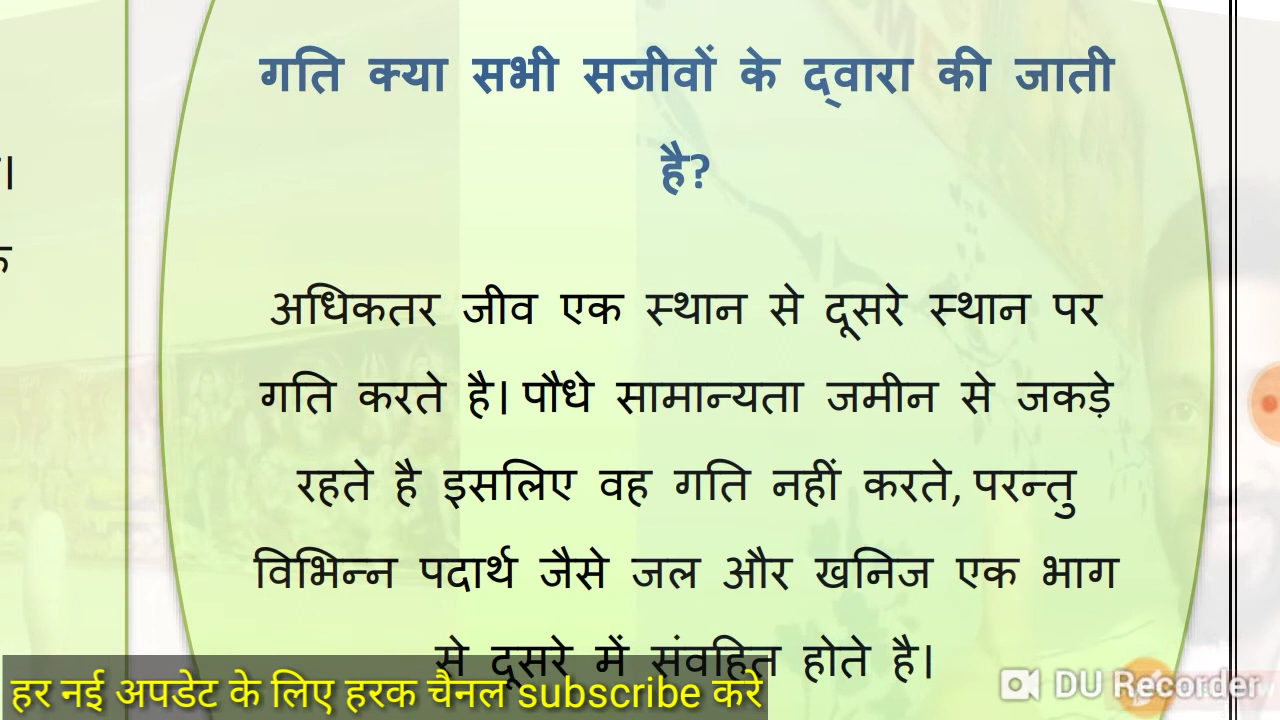 गति क्या सभी सजीवों के द्वारा की जाती
है?
अधिकतर जीव एक स्थान से दूसरे स्थान पर
गति करते है। पौधे सामान्यता जमीन से जकड़े
रहते है इसलिए वह गति नहीं करते, परन्तु
विभिन्न पदार्थ जैसे जल और खनिज एक भाग
से दूसरे में संवहित होते है।
हर नई अपडेट के लिए हरक चैनल subscribe करें
DU Recorder